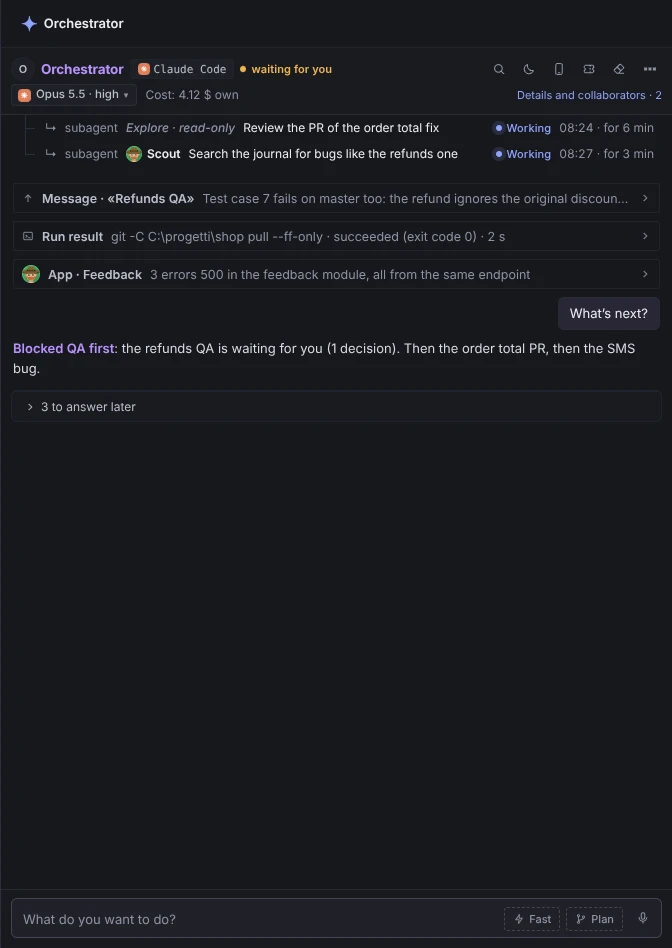 Orchestrator
O Orchestrator Claude Code waiting for you
Opus 5.5 · high Cost: 4.12 $ own Details and collaborators · 2
subagent Explore · read-only Review the PR of the order total fix Working 08:24 · for 6 min
subagent Scout Search the journal for bugs like the refunds one Working 08:27 · for 3 min
Message · «Refunds QA» Test case 7 fails on master too: the refund ignores the original discoun...
Run result git -C C:\progetti\shop pull --ff-only · succeeded (exit code 0) · 2 s
App · Feedback 3 errors 500 in the feedback module, all from the same endpoint
What's next?
Blocked QA first: the refunds QA is waiting for you (1 decision). Then the order total PR, then the SMS
bug.
3 to answer later
What do you want to do? Fast Plan